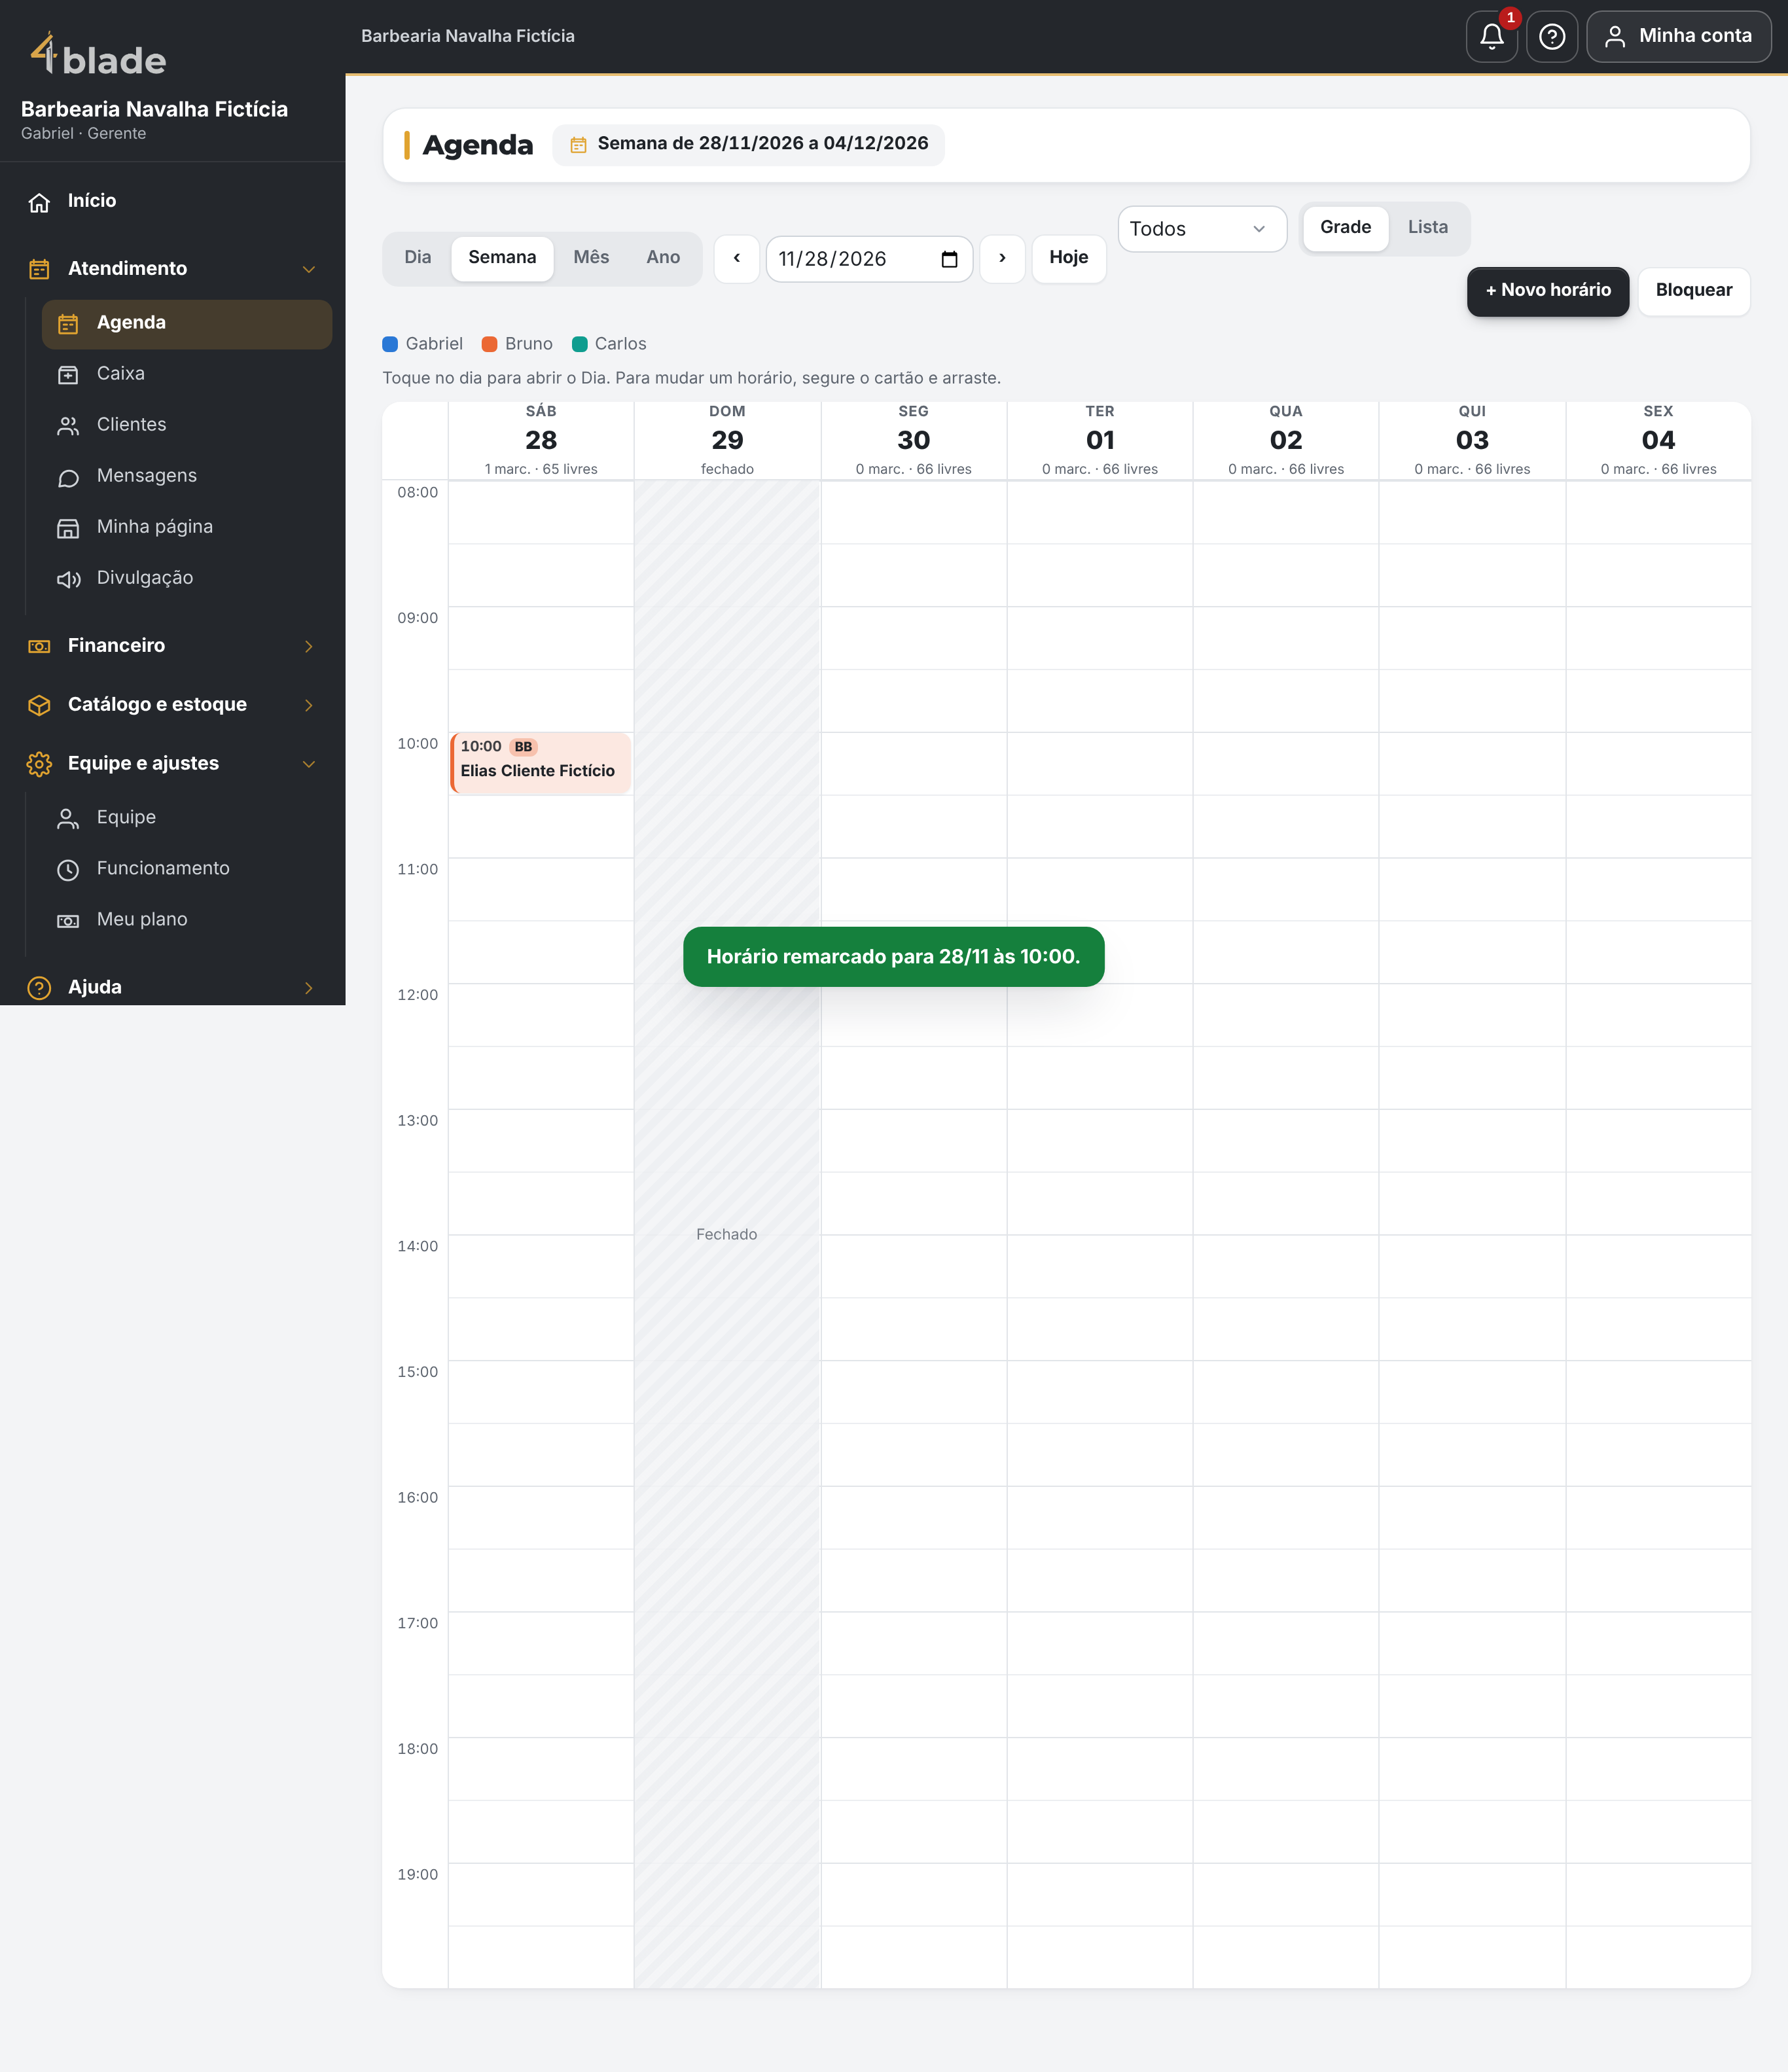 4blade
Barbearia Navalha Fictícia
Gabriel · Gerente
Início
Atendimento
Agenda
Caixa
Clientes
Mensagens
Minha página
Divulgação
Financeiro
Catálogo e estoque
Equipe e ajustes
Equipe
Funcionamento
Meu plano
Ajuda
Barbearia Navalha Fictícia
1
Minha conta
Agenda
Semana de 28/11/2026 a 04/12/2026
Dia Semana Mês Ano
‹ 11/28/2026 › Hoje
Todos
Grade Lista
+ Novo horário Bloquear
Gabriel Bruno Carlos
Toque no dia para abrir o Dia. Para mudar um horário, segure o cartão e arraste.
SÁB DOM SEG TER QUA QUI SEX
28 29 30 01 02 03 04
1 marc. · 65 livres fechado 0 marc. · 66 livres 0 marc. · 66 livres 0 marc. · 66 livres 0 marc. · 66 livres 0 marc. · 66 livres
08:00
09:00
10:00
10:00 BB
Elias Cliente Fictício
11:00
Horário remarcado para 28/11 às 10:00.
12:00
13:00
Fechado
14:00
15:00
16:00
17:00
18:00
19:00